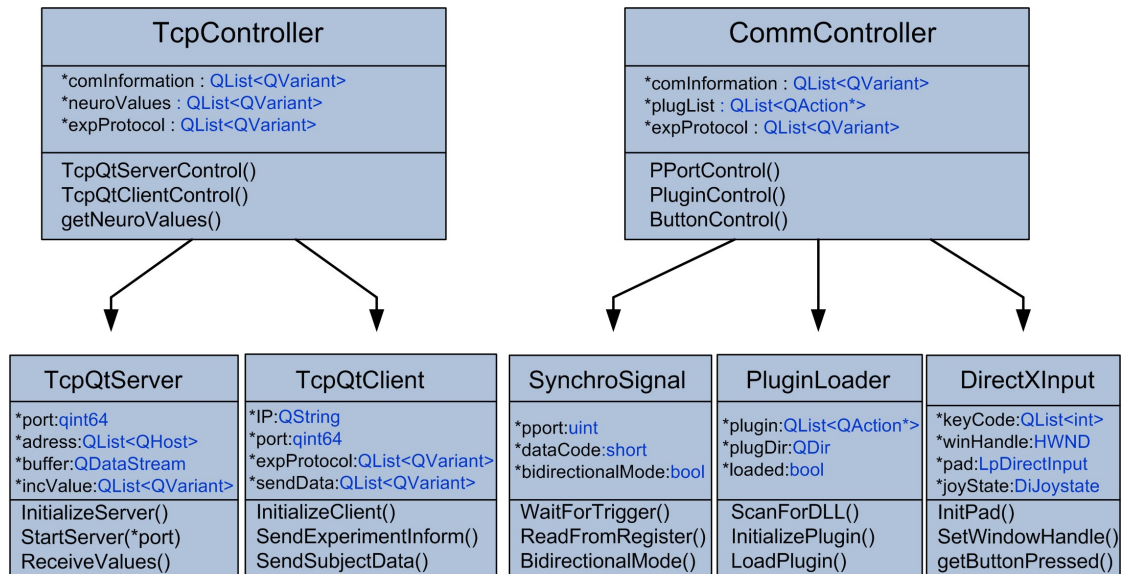 TcpController
*comInformation : QList<QVariant>
*neuroValues : QList<QVariant>
*expProtocol : QList<QVariant>
TcpQtServerControl()
TcpQtClientControl()
getNeuroValues()
CommController
*comInformation : QList<QVariant>
*plugList : QList<QAction*>
*expProtocol : QList<QVariant>
PPortControl()
PluginControl()
ButtonControl()
TcpQtServer
*port:qint64
*adress:QList<QHost>
*buffer:QDataStream
*incValue:QList<QVariant>
InitializeServer()
StartServer(*port)
ReceiveValues()
TcpQtClient
*IP:QString
*port:qint64
*expProtocol:QList<QVariant>
*sendData:QList<QVariant>
InitializeClient()
SendExperimentInform()
SendSubjectData()
SynchroSignal
*pport:uint
*dataCode:short
*bidirectionalMode:bool
WaitForTrigger()
ReadFromRegister()
BidirectionalMode()
PluginLoader
*plugin:QList<QAction*>
*plugDir:QDir
*loaded:bool
ScanForDLL()
InitializePlugin()
LoadPlugin()
DirectXInput
*keyCode:QList<int>
*winHandle:HWND
*pad:LpDirectInput
*joyState:DiJoystate
InitPad()
SetWindowHandle()
getButtonPressed()